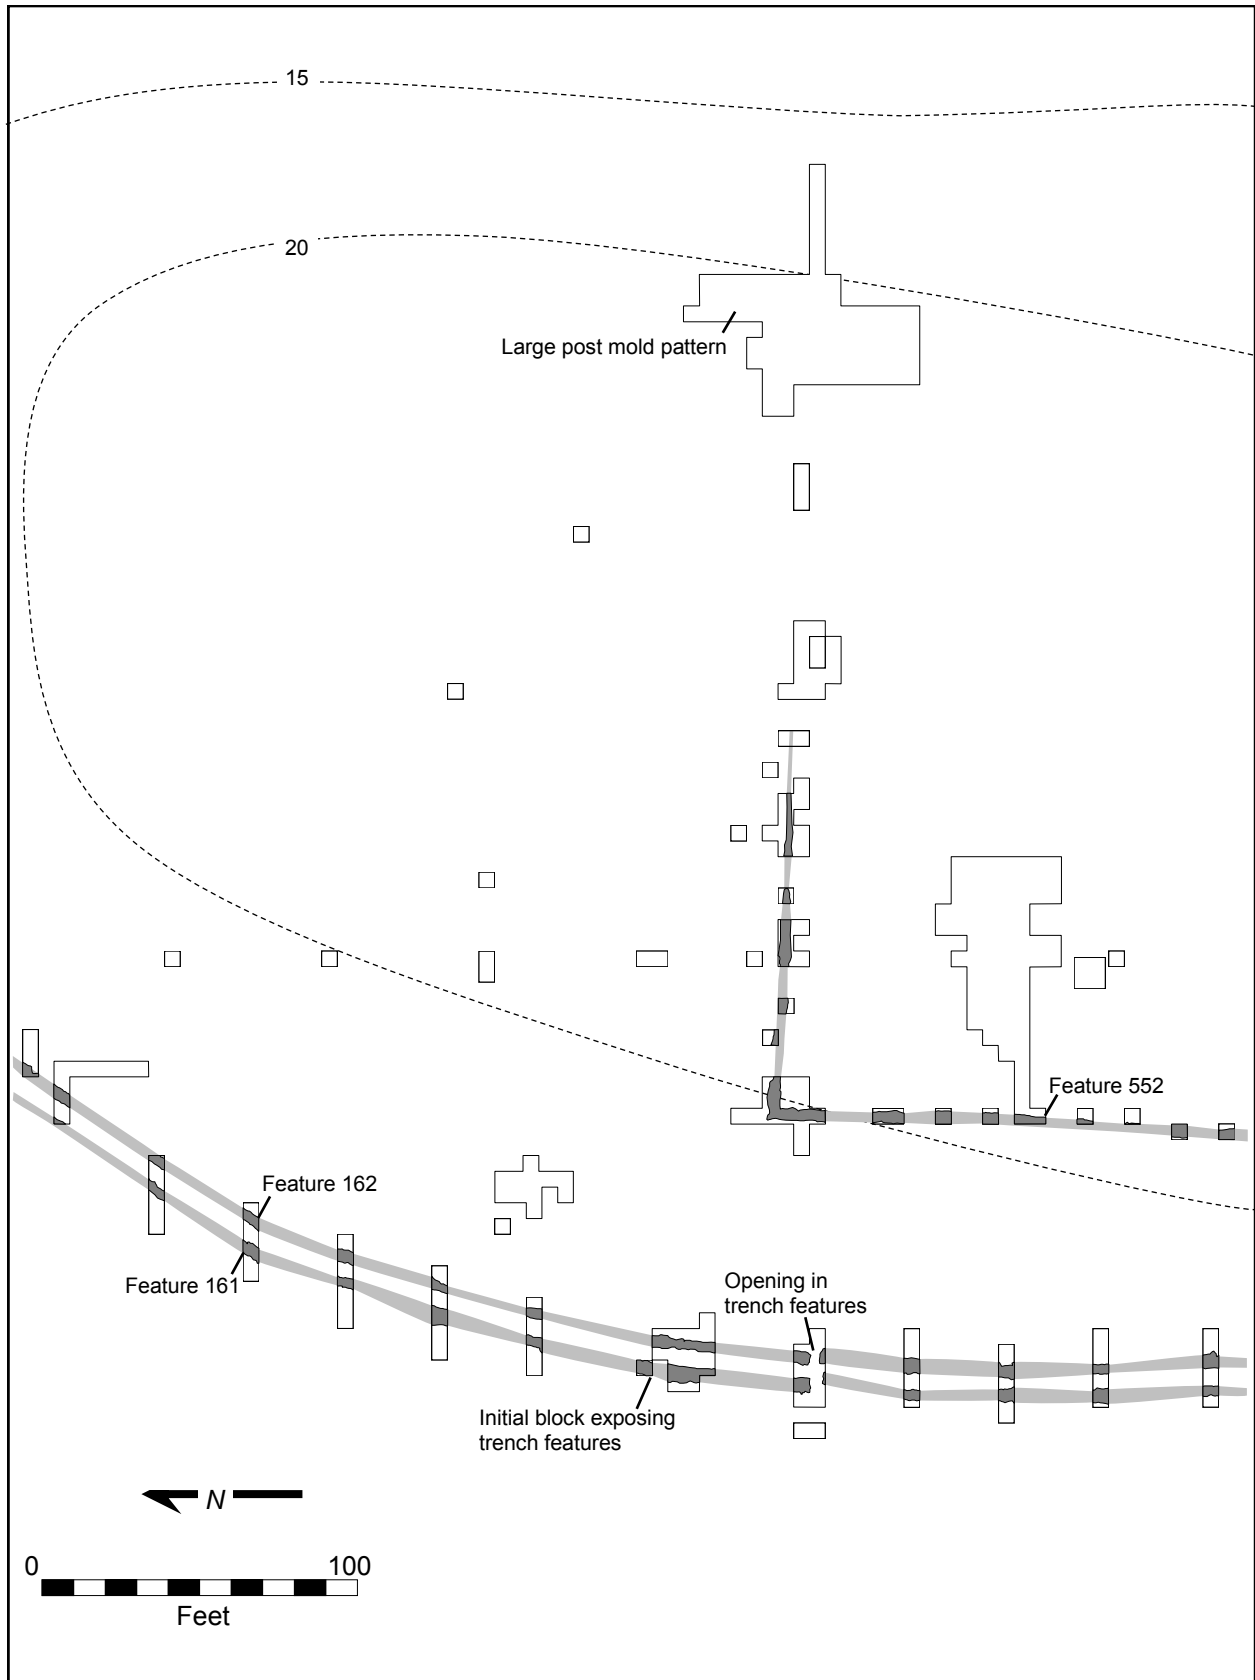 15
20
Large post mold pattern
Feature 552
Feature 162
Feature 161
Opening in
trench features
Initial block exposing
trench features
N
0 100
Feet